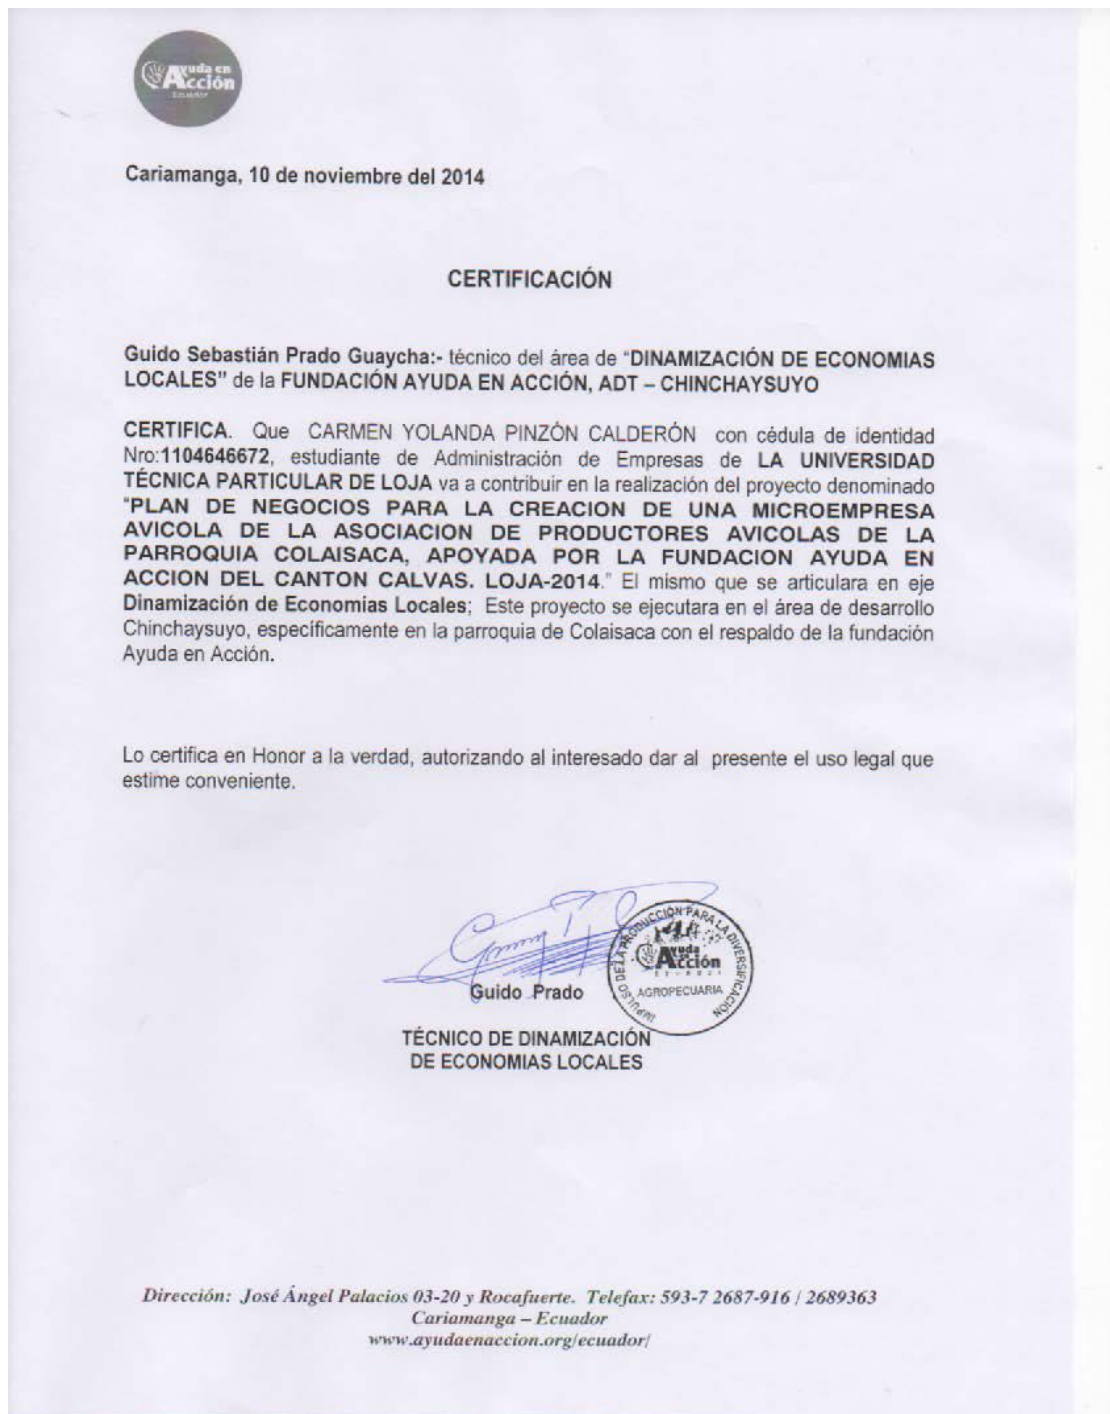 Ayuda en
Acción
Ecuador
Cariamanga, 10 de noviembre del 2014
CERTIFICACIÓN
Guido Sebastián Prado Guaycha:- técnico del área de “DINAMIZACIÓN DE ECONOMIAS
LOCALES” de la FUNDACIÓN AYUDA EN ACCIÓN, ADT – CHINCHAYSUYO
CERTIFICA. Que CARMEN YOLANDA PINZÓN CALDERÓN con cédula de identidad
Nro:1104646672, estudiante de Administración de Empresas de LA UNIVERSIDAD
TÉCNICA PARTICULAR DE LOJA va a contribuir en la realización del proyecto denominado
“PLAN DE NEGOCIOS PARA LA CREACION DE UNA MICROEMPRESA
AVICOLA DE LA ASOCIACION DE PRODUCTORES AVICOLAS DE LA
PARROQUIA COLAISACA, APOYADA POR LA FUNDACION AYUDA EN
ACCION DEL CANTON CALVAS. LOJA-2014.” El mismo que se articulara en eje
Dinamización de Economias Locales; Este proyecto se ejecutara en el área de desarrollo
Chinchaysuyo, específicamente en la parroquia de Colaisaca con el respaldo de la fundación
Ayuda en Acción.
Lo certifica en Honor a la verdad, autorizando al interesado dar al presente el uso legal que
estime conveniente.
IMPULSO DE LA PRODUCCIÓN PARA LA DIVERSIFICACION
Ayuda en
Acción
AGROPECUARIA
Guido Prado
TÉCNICO DE DINAMIZACIÓN
DE ECONOMIAS LOCALES
Dirección: José Ángel Palacios 03-20 y Rocafuerte. Telefax: 593-7 2687-916 / 2689363
Cariamanga – Ecuador
www.ayudaenaccion.org/ecuador/